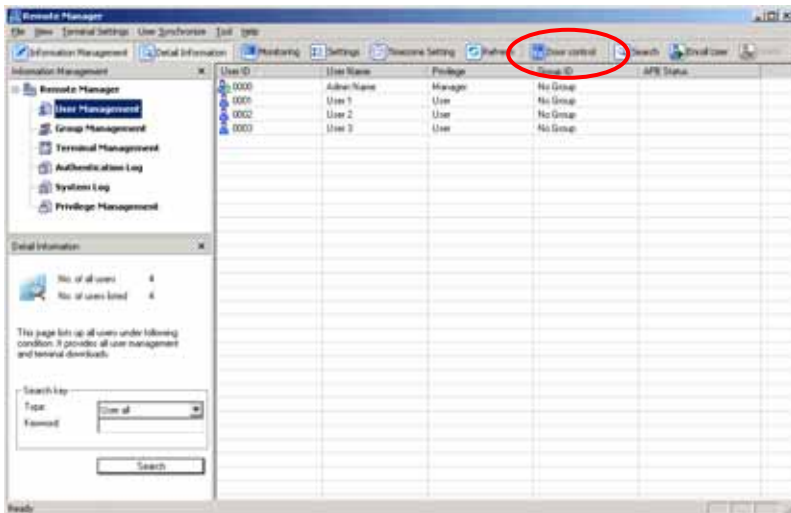 Remote Manager
File View Terminal Settings User Synchronize Tool Help
Information Management Detail Information Monitoring Settings Timezone Setting Refresh Door control Search Enroll User
Information Management
User ID User Name Privilege Group ID APB Status
Remote Manager
User Management
Group Management
Terminal Management
Authentication Log
System Log
Privilege Management
0000 Admin Name Manager No Group
0001 User 1 User No Group
0002 User 2 User No Group
0003 User 3 User No Group
Detail Information
No. of all users 4
No. of users listed 4
This page lists up all users under following
condition. It provides all user management
and terminal downloads.
Search key
Type: User all
Keyword:
Search
Ready